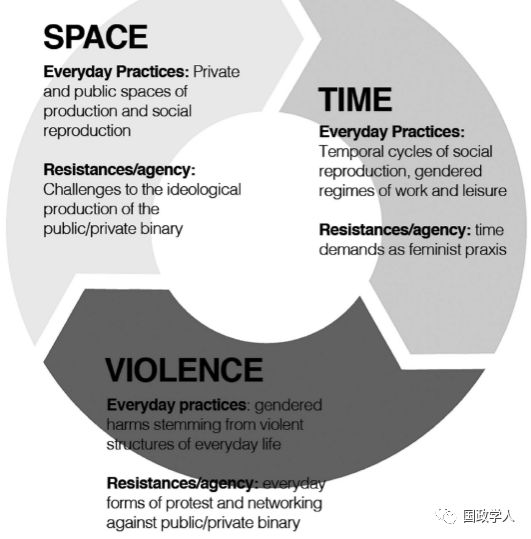 SPACE
Everyday Practices: Private
and public spaces of
production and social
reproduction
Resistances/agency:
Challenges to the ideological
production of the
public/private binary
TIME
Everyday Practices:
Temporal cycles of social
reproduction, gendered
regimes of work and leisure
Resistances/agency: time
demands as feminist praxis
VIOLENCE
Everyday practices: gendered
harms stemming from violent
structures of everyday life
Resistances/agency: everyday
forms of protest and networking
against public/private binary
国政学人